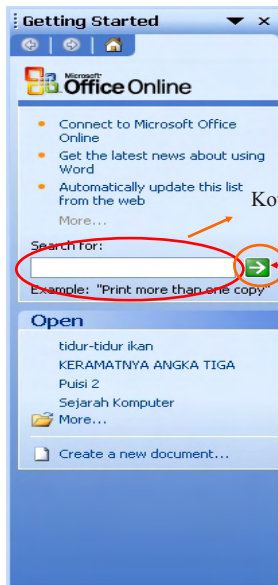 Getting Started
Microsoft
Office Online
Connect to Microsoft Office
Online
Get the latest news about using
Word
Automatically update this list
from the web
More...
Search for:
Example: "Print more than one copy"
Open
tidur-tidur ikan
KERAMATNYA ANGKA TIGA
Puisi 2
Sejarah Komputer
More...
Create a new document...